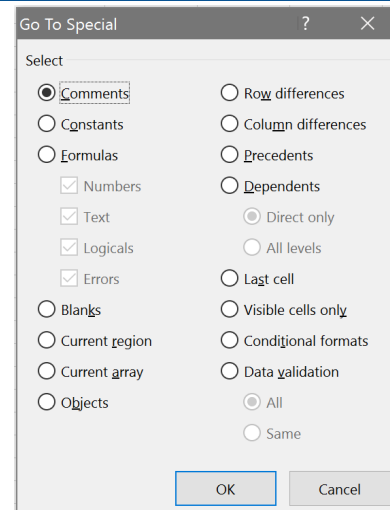 Go To Special ? ×
Select
Comments
Constants
Formulas
Numbers
Text
Logicals
Errors
Blanks
Current region
Current array
Objects
Row differences
Column differences
Precedents
Dependents
Direct only
All levels
Last cell
Visible cells only
Conditional formats
Data validation
All
Same
OK
Cancel